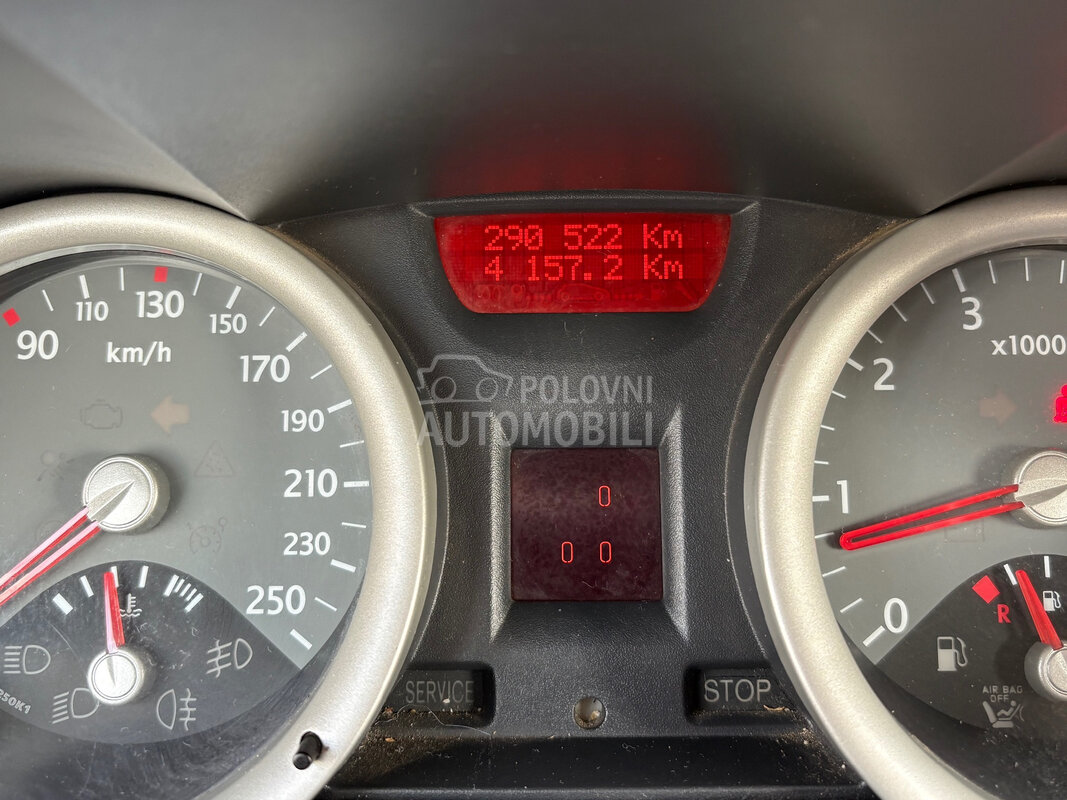 290 522 Km
4 157.2 Km
90
110
130
150
km/h
170
190
210
230
250
POLOVNI
AUTOMOBILI
0
0 0
SERVICE
STOP
3
x1000
2
1
0
R
AIR BAG
OFF
250K1